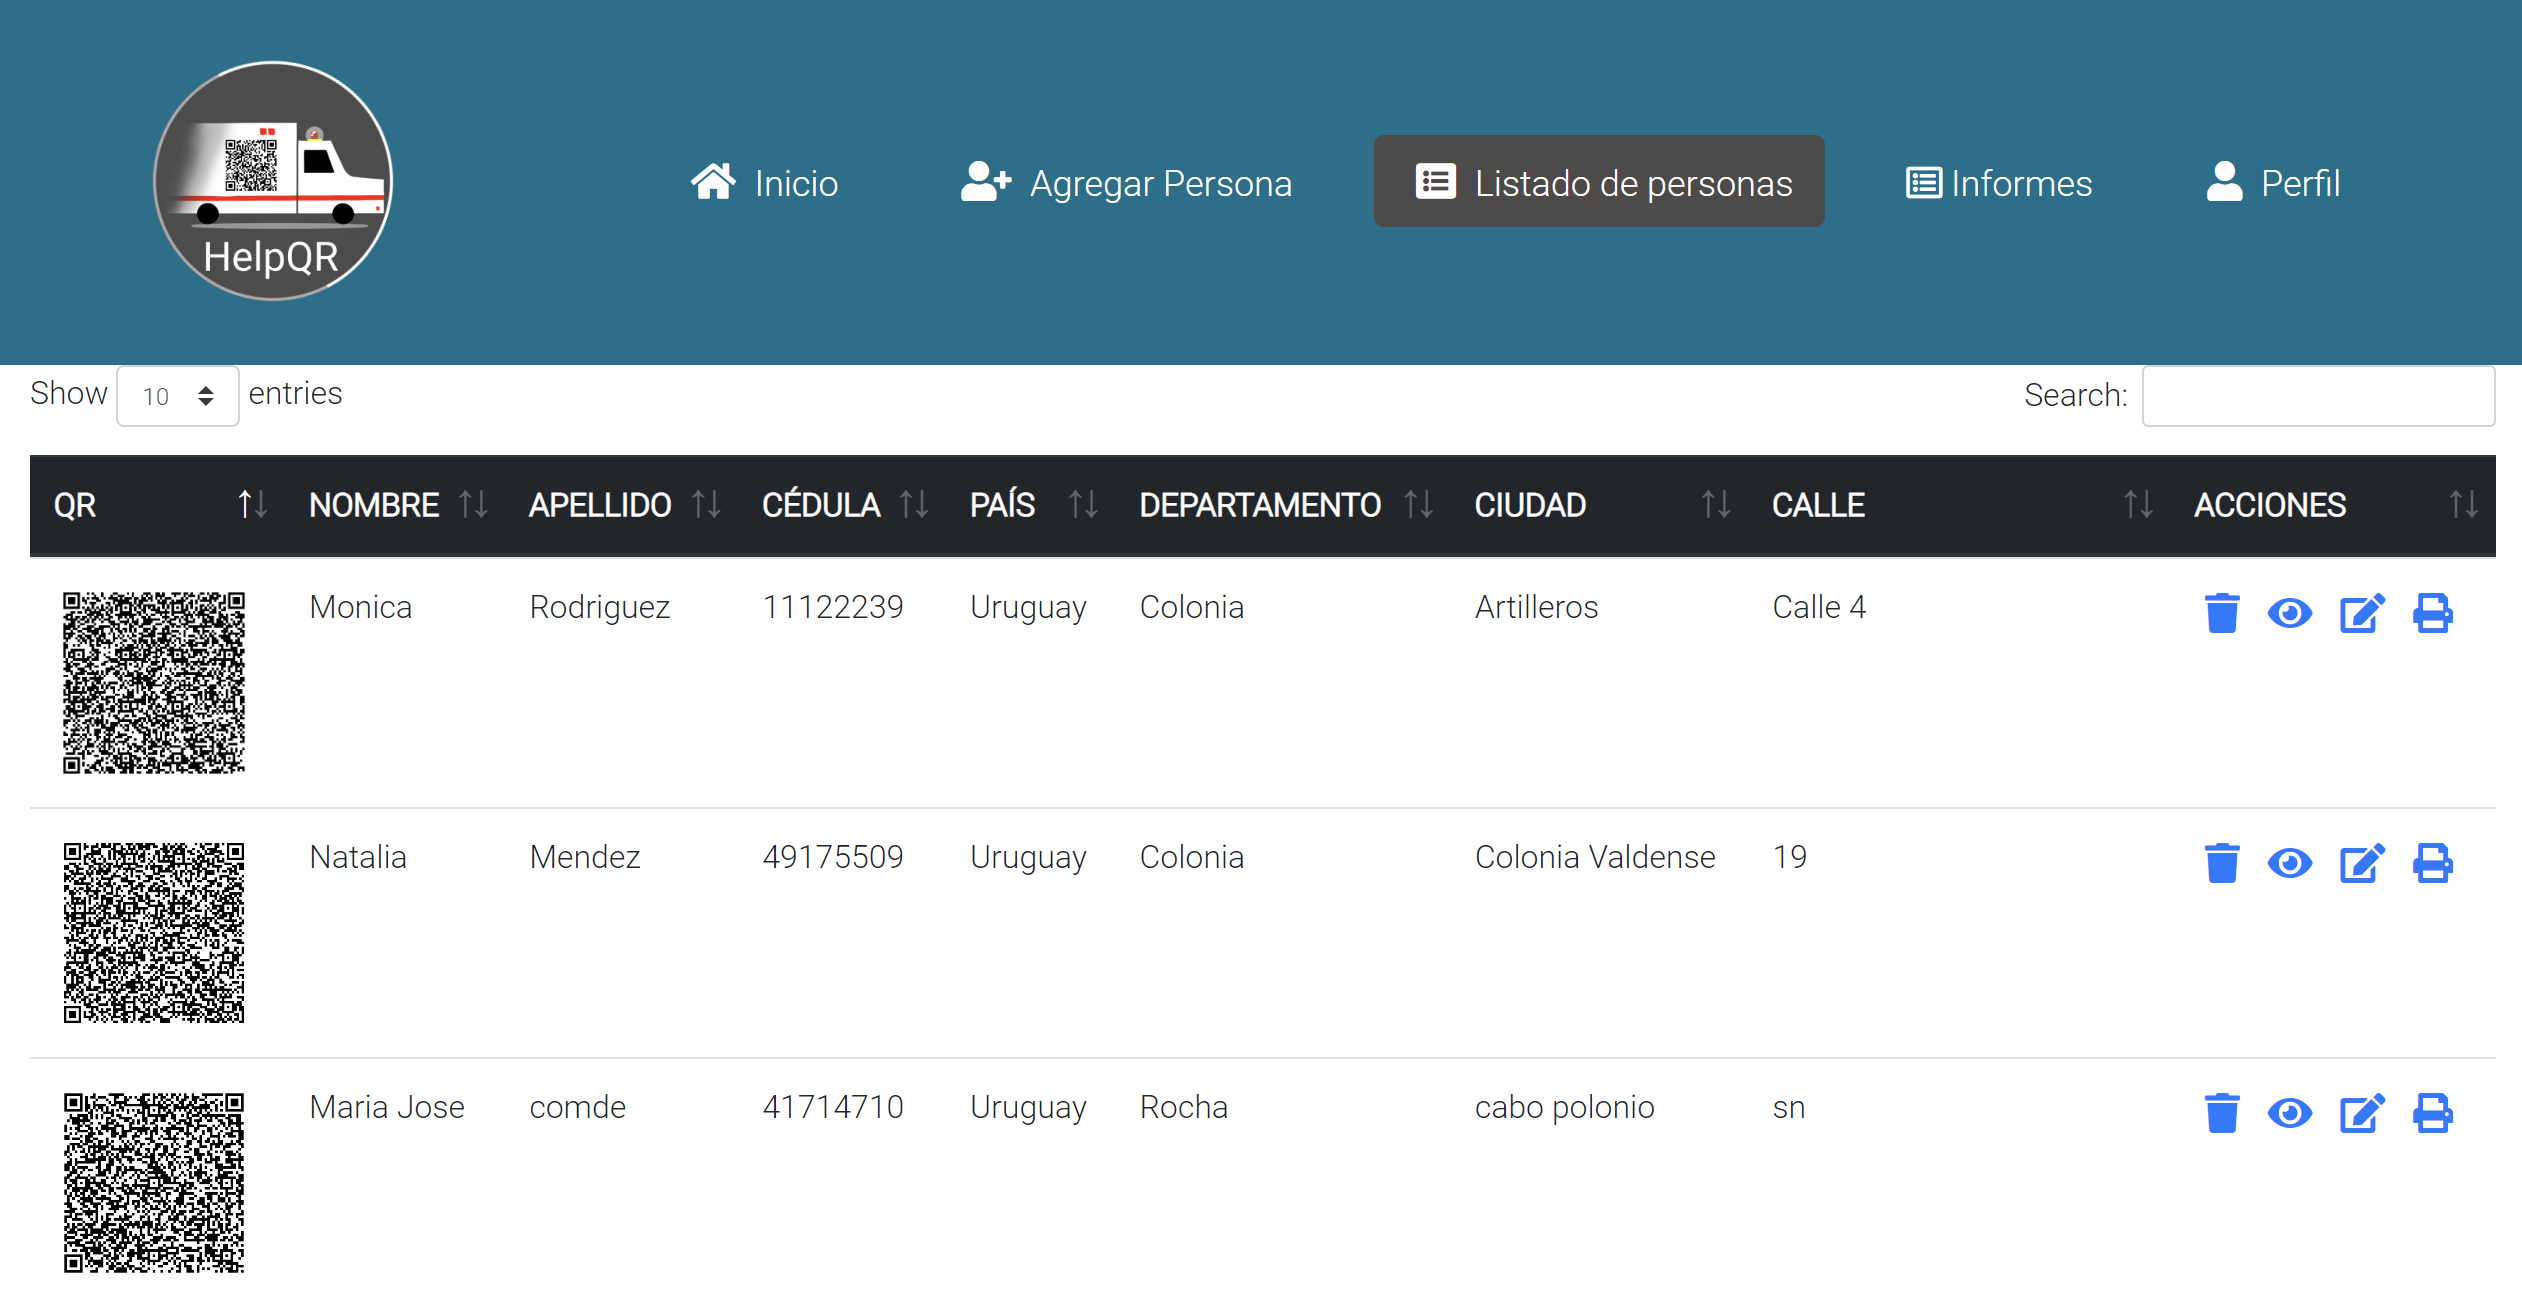 HelpQR
Inicio
Agregar Persona
Listado de personas
Informes
Perfil
Show 10 entries
Search:
QR NOMBRE APELLIDO CÉDULA PAÍS DEPARTAMENTO CIUDAD CALLE ACCIONES
Monica Rodriguez 11122239 Uruguay Colonia Artilleros Calle 4
Natalia Mendez 49175509 Uruguay Colonia Colonia Valdense 19
Maria Jose comde 41714710 Uruguay Rocha cabo polonio sn